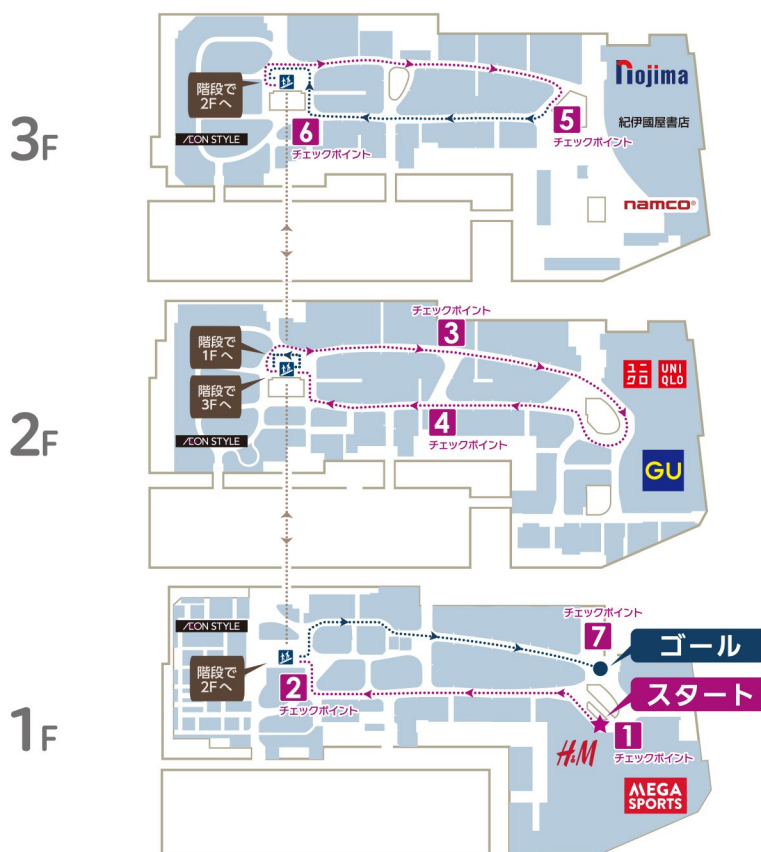 3F
階段で
2Fへ
ÆON STYLE
6
チェックポイント
5
チェックポイント
nojima
紀伊國屋書店
namco®
2F
チェックポイント
3
階段で
1Fへ
階段で
3Fへ
ÆON STYLE
4
チェックポイント
ユニ
クロ
UNI
QLO
GU
1F
ÆON STYLE
階段で
2Fへ
2
チェックポイント
チェックポイント
7
ゴール
スタート
1
チェックポイント
H&M
MEGA
SPORTS